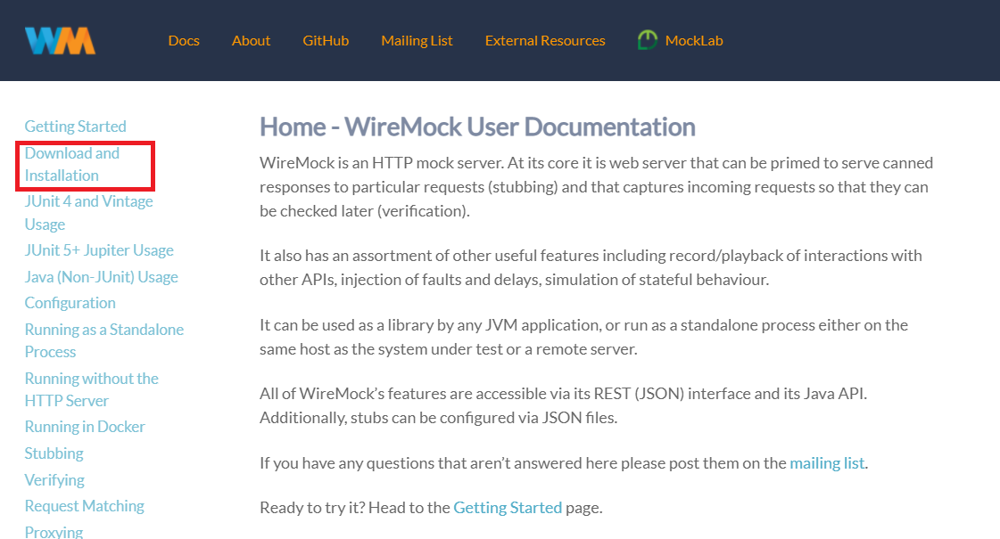 WM
Docs About GitHub Mailing List External Resources MockLab
Getting Started
Download and
Installation
JUnit 4 and Vintage
Usage
JUnit 5+ Jupiter Usage
Java (Non-JUnit) Usage
Configuration
Running as a Standalone
Process
Running without the
HTTP Server
Running in Docker
Stubbing
Verifying
Request Matching
Proxying
Home - WireMock User Documentation
WireMock is an HTTP mock server. At its core it is web server that can be primed to serve canned
responses to particular requests (stubbing) and that captures incoming requests so that they can
be checked later (verification).
It also has an assortment of other useful features including record/playback of interactions with
other APIs, injection of faults and delays, simulation of stateful behaviour.
It can be used as a library by any JVM application, or run as a standalone process either on the
same host as the system under test or a remote server.
All of WireMock’s features are accessible via its REST (JSON) interface and its Java API.
Additionally, stubs can be configured via JSON files.
If you have any questions that aren’t answered here please post them on the mailing list.
Ready to try it? Head to the Getting Started page.